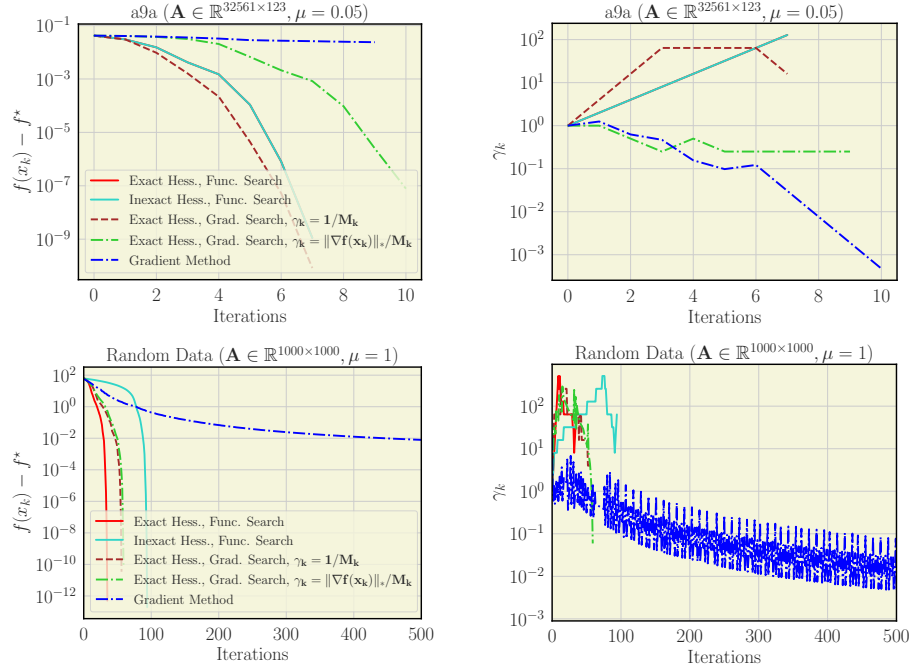 a9a (A ∈ ℝ^{32561×123}, μ = 0.05)
10^{-1}
10^{-3}
10^{-5}
10^{-7}
10^{-9}
f(x_k) − f^⋆
Exact Hess., Func. Search
Inexact Hess., Func. Search
Exact Hess., Grad. Search, γ_k = 1/M_k
Exact Hess., Grad. Search, γ_k = ‖∇f(x_k)‖_*/M_k
Gradient Method
0 2 4 6 8 10
Iterations
a9a (A ∈ ℝ^{32561×123}, μ = 0.05)
10^2
10^1
10^0
10^{-1}
10^{-2}
10^{-3}
γ_k
0 2 4 6 8 10
Iterations
Random Data (A ∈ ℝ^{1000×1000}, μ = 1)
10^2
10^0
10^{-2}
10^{-4}
10^{-6}
10^{-8}
10^{-10}
10^{-12}
f(x_k) − f^⋆
Exact Hess., Func. Search
Inexact Hess., Func. Search
Exact Hess., Grad. Search, γ_k = 1/M_k
Exact Hess., Grad. Search, γ_k = ‖∇f(x_k)‖_*/M_k
Gradient Method
0 100 200 300 400 500
Iterations
Random Data (A ∈ ℝ^{1000×1000}, μ = 1)
10^2
10^1
10^0
10^{-1}
10^{-2}
10^{-3}
γ_k
0 100 200 300 400 500
Iterations